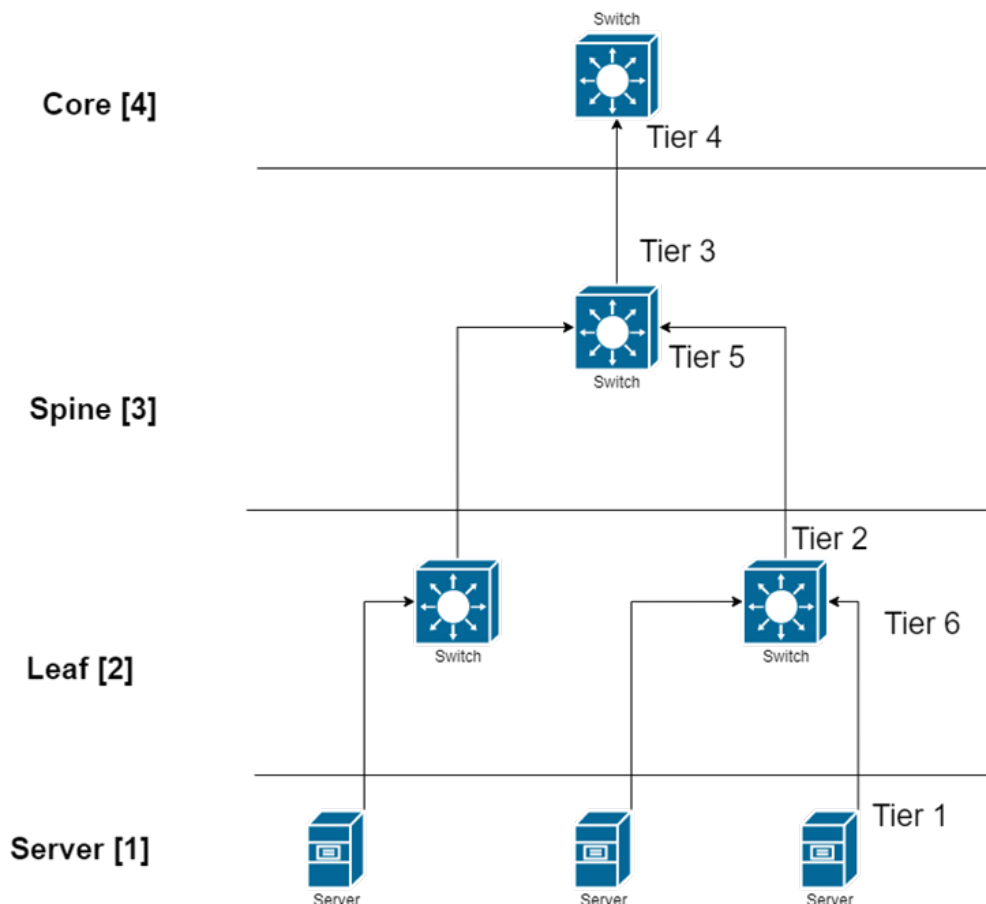 Switch
Core [4]
Tier 4
Tier 3
Tier 5
Switch
Spine [3]
Tier 2
Tier 6
Switch
Switch
Leaf [2]
Tier 1
Server [1]
Server
Server
Server